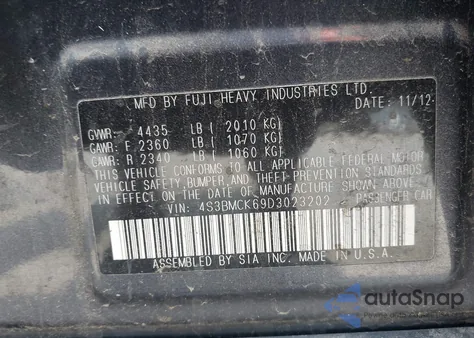 MFD BY FUJI HEAVY INDUSTRIES LTD.
DATE: 11/12
GVWR: 4435 LB ( 2010 KG)
GAWR: F 2360 LB ( 1070 KG)
GAWR: R 2340 LB ( 1060 KG)
THIS VEHICLE CONFORMS TO ALL APPLICABLE FEDERAL MOTOR
VEHICLE SAFETY, BUMPER, AND THEFT PREVENTION STANDARDS
IN EFFECT ON THE DATE OF MANUFACTURE SHOWN ABOVE.
VIN: 4S3BMCK69D3023202 PASSENGER CAR
ASSEMBLED BY SIA INC. MADE IN U.S.A.
autoSnap